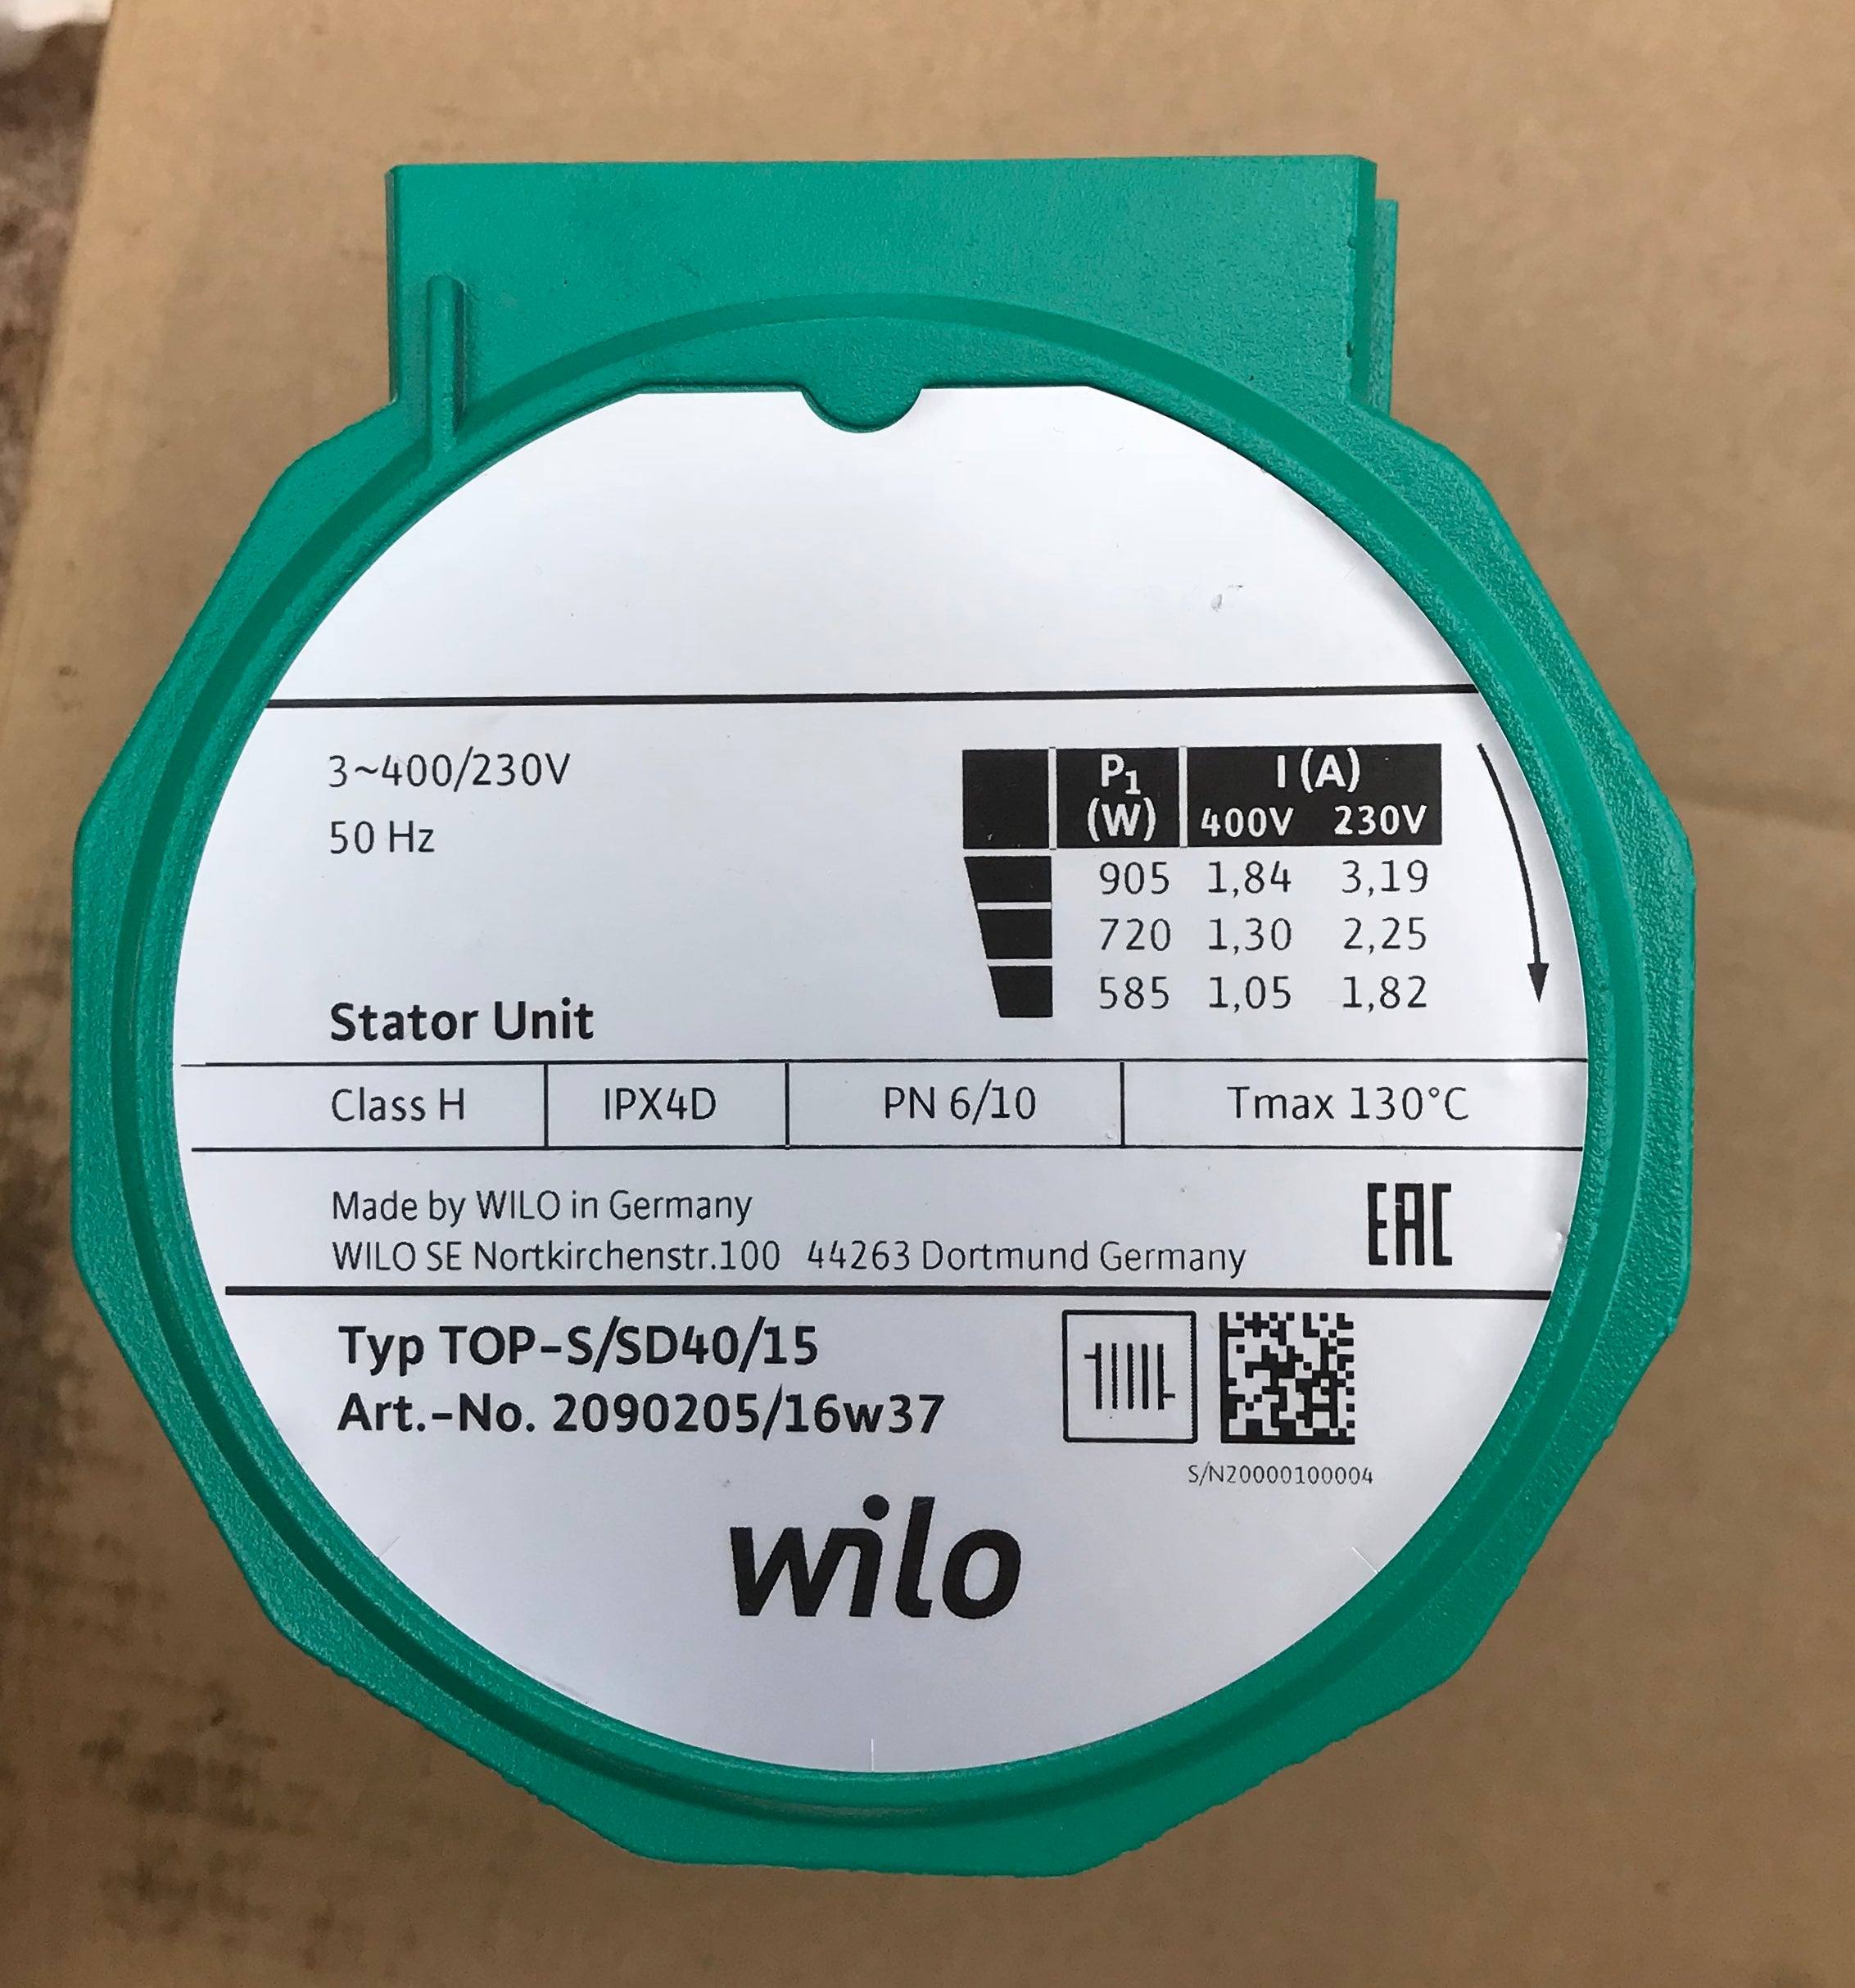 3~400/230V
50 Hz
P1 (W) I (A)
400V 230V
905 1,84 3,19
720 1,30 2,25
585 1,05 1,82
Stator Unit
Class H IPX4D PN 6/10 Tmax 130°C
Made by WILO in Germany
WILO SE Nortkirchenstr.100 44263 Dortmund Germany
EAC
Typ TOP-S/SD40/15
Art.-No. 2090205/16w37
S/N20000100004
wilo